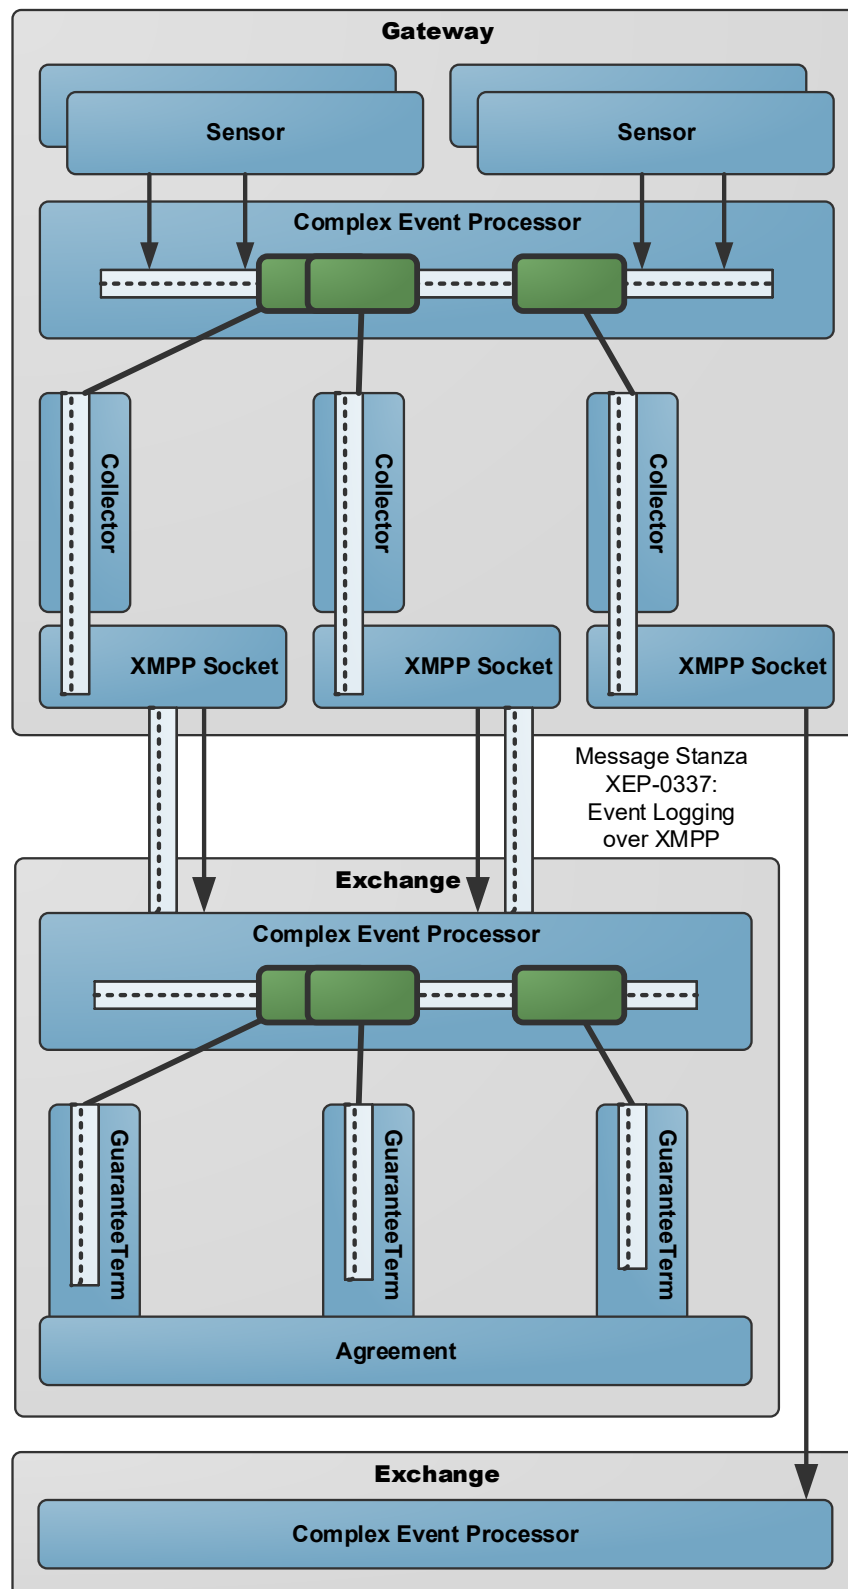 Gateway
Sensor
Sensor
Complex Event Processor
Collector
Collector
Collector
XMPP Socket
XMPP Socket
XMPP Socket
Message Stanza
XEP-0337:
Event Logging
over XMPP
Exchange
Complex Event Processor
GuaranteeTerm
GuaranteeTerm
GuaranteeTerm
Agreement
Exchange
Complex Event Processor